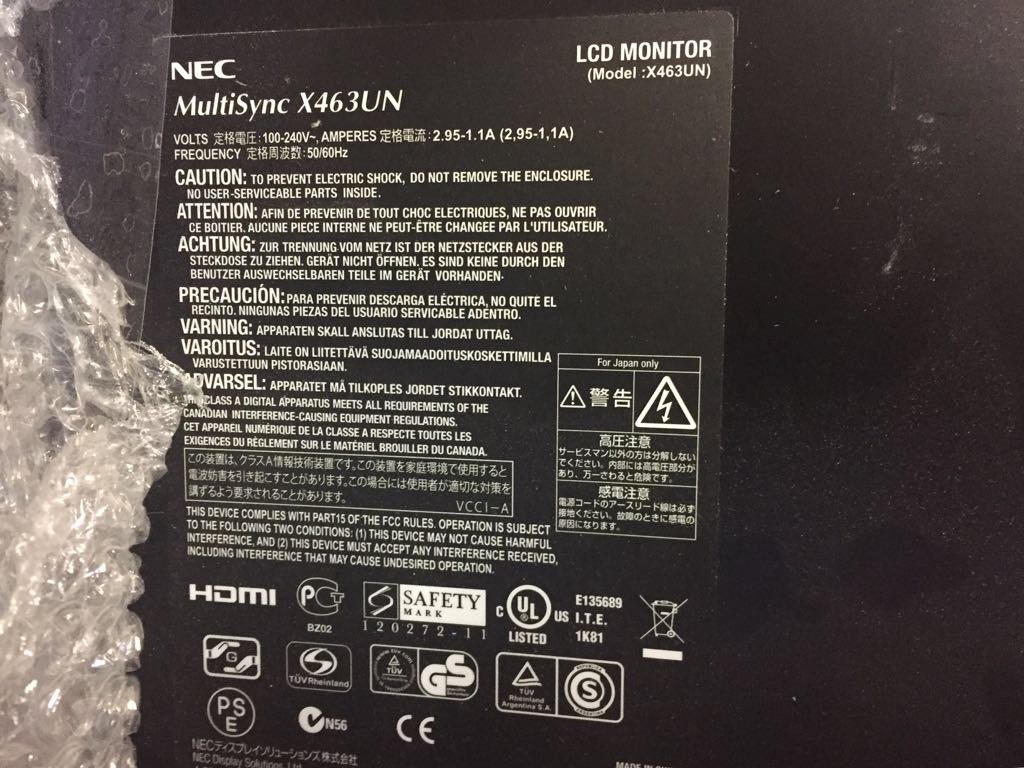 NEC
LCD MONITOR
(Model :X463UN)
MultiSync X463UN
VOLTS 定格電圧:100-240V~, AMPERES 定格電流:2.95-1.1A (2,95-1,1A)
FREQUENCY 定格周波数:50/60Hz
CAUTION: TO PREVENT ELECTRIC SHOCK, DO NOT REMOVE THE ENCLOSURE.
NO USER-SERVICEABLE PARTS INSIDE.
ATTENTION: AFIN DE PREVENIR DE TOUT CHOC ELECTRIQUES, NE PAS OUVRIR
CE BOITIER. AUCUNE PIECE INTERNE NE PEUT-ÊTRE CHANGEE PAR L'UTILISATEUR.
ACHTUNG: ZUR TRENNUNG VOM NETZ IST DER NETZSTECKER AUS DER
STECKDOSE ZU ZIEHEN. GERÄT NICHT ÖFFNEN. ES SIND KEINE DURCH DEN
BENUTZER AUSWECHSELBAREN TEILE IM GERÄT VORHANDEN.
PRECAUCIÓN: PARA PREVENIR DESCARGA ELÉCTRICA, NO QUITE EL
RECINTO. NINGUNAS PIEZAS DEL USUARIO SERVICABLE ADENTRO.
VARNING: APPARATEN SKALL ANSLUTAS TILL JORDAT UTTAG.
VAROITUS: LAITE ON LIITETTÄVÄ SUOJAMAADOITUSKOSKETTIMILLA
VARUSTETTUUN PISTORASIAAN.
ADVARSEL: APPARATET MÅ TILKOPLES JORDET STIKKONTAKT.
THIS CLASS A DIGITAL APPARATUS MEETS ALL REQUIREMENTS OF THE
CANADIAN INTERFERENCE-CAUSING EQUIPMENT REGULATIONS.
CET APPAREIL NUMÉRIQUE DE LA CLASSE A RESPECTE TOUTES LES
EXIGENCES DU RÉGLEMENT SUR LE MATÉRIEL BROUILLER DU CANADA.
この装置は、クラスA情報技術装置です。この装置を家庭環境で使用すると
電波妨害を引き起こすことがあります。この場合には使用者が適切な対策を
講ずるよう要求されることがあります。
VCCI-A
For Japan only
警告
高圧注意
サービスマン以外の方は分解しない
でください。内部には高電圧部分が
あり、万一さわると危険です。
感電注意
電源コードのアースリード線は必ず
接地ください。故障のときに感電の
原因になります。
THIS DEVICE COMPLIES WITH PART15 OF THE FCC RULES. OPERATION IS SUBJECT
TO THE FOLLOWING TWO CONDITIONS: (1) THIS DEVICE MAY NOT CAUSE HARMFUL
INTERFERENCE, AND (2) THIS DEVICE MUST ACCEPT ANY INTERFERENCE RECEIVED,
INCLUDING INTERFERENCE THAT MAY CAUSE UNDESIRED OPERATION.
HDMI
BZ02
S SAFETY
MARK
120272-11
C UL US
LISTED
E135689
I.T.E.
1K81
G
TÜVRheinland
www.tuv.com
TÜV
GS
TÜV
Rheinland
Argentina S.A.
S
PS
E
N56
CE
NECディスプレイソリューションズ株式会社
NEC Display Solutions, Ltd.